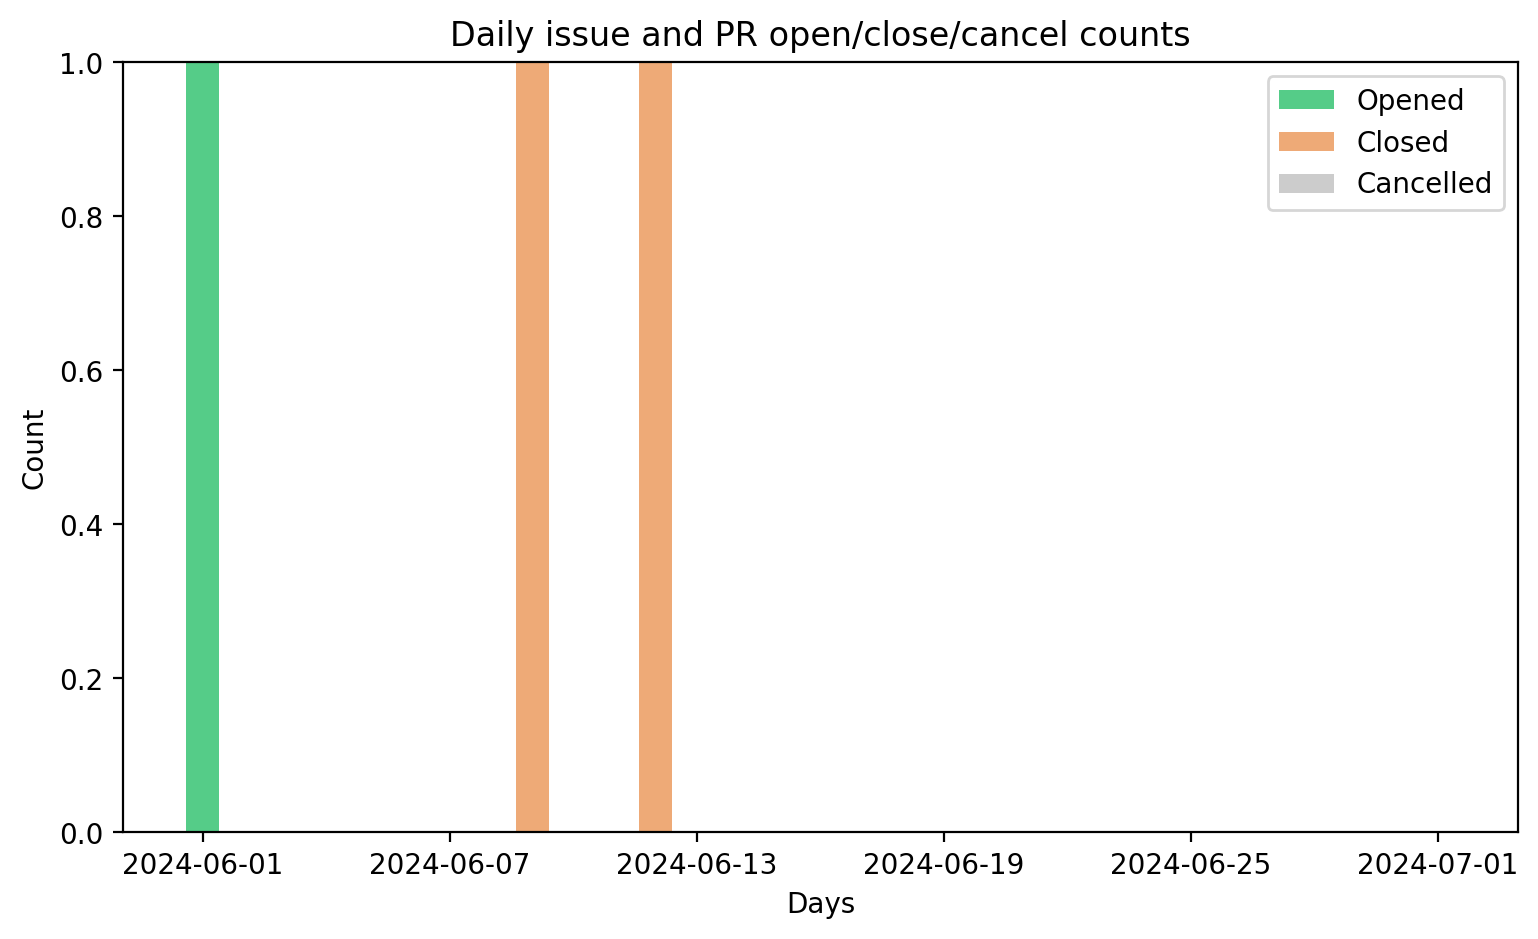 Daily issue and PR open/close/cancel counts
1.0
0.8
0.6
0.4
0.2
0.0
Count
Opened
Closed
Cancelled
2024-06-01 2024-06-07 2024-06-13 2024-06-19 2024-06-25 2024-07-01
Days